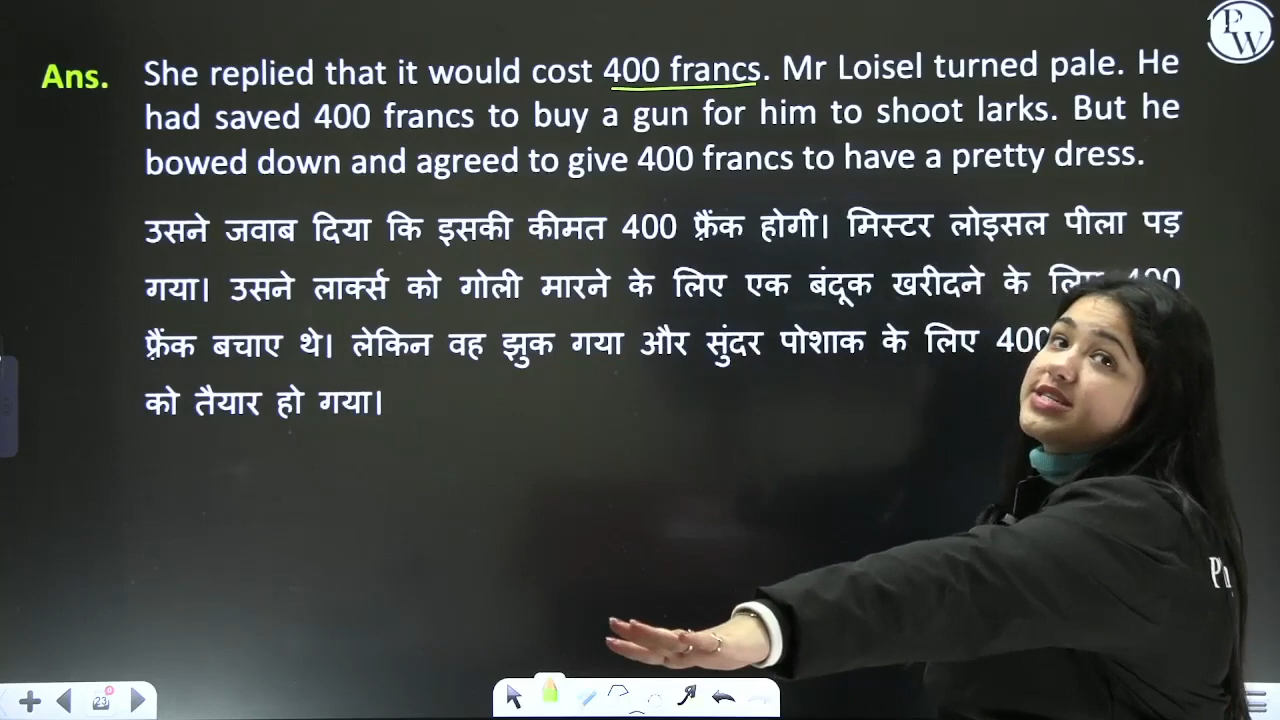 PW
Ans. She replied that it would cost 400 francs. Mr Loisel turned pale. He
had saved 400 francs to buy a gun for him to shoot larks. But he
bowed down and agreed to give 400 francs to have a pretty dress.
उसने जवाब दिया कि इसकी कीमत 400 फ़्रैंक होगी। मिस्टर लोइसल पीला पड़
गया। उसने लार्क्स को गोली मारने के लिए एक बंदूक खरीदने के लिए 400
फ़्रैंक बचाए थे। लेकिन वह झुक गया और सुंदर पोशाक के लिए 400
को तैयार हो गया।
23